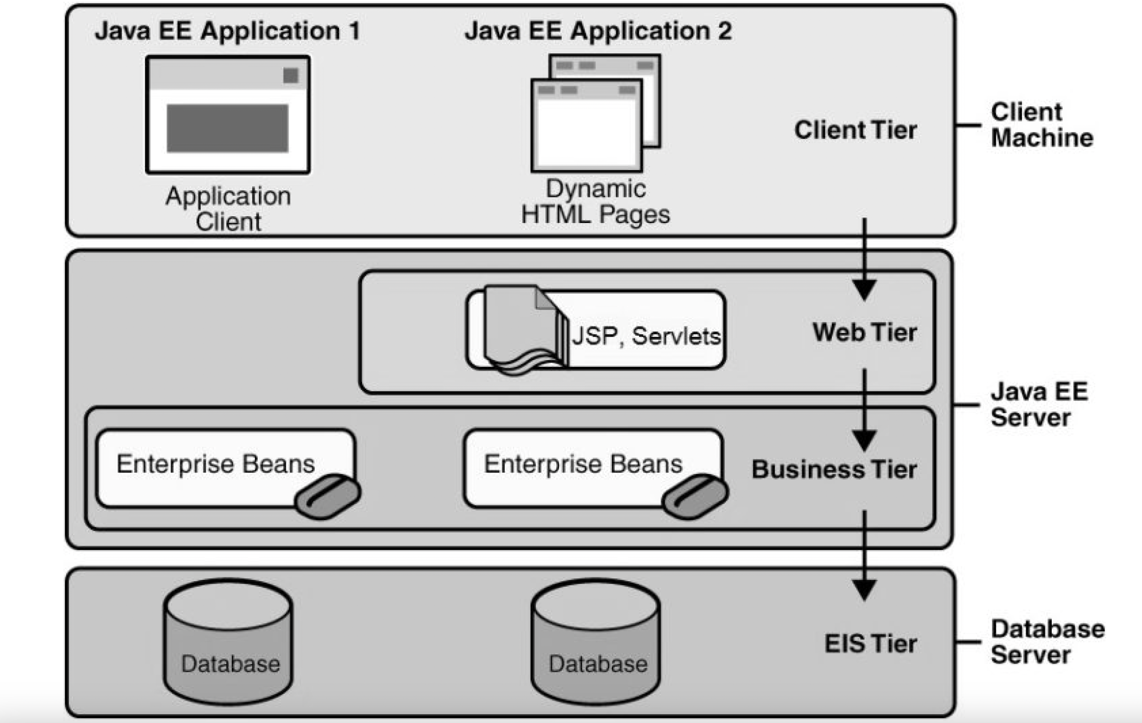 Java EE Application 1
Java EE Application 2
Client Tier
Client
Machine
Application
Client
Dynamic
HTML Pages
JSP, Servlets
Web Tier
Java EE
Server
Enterprise Beans
Enterprise Beans
Business Tier
Database
Database
EIS Tier
Database
Server